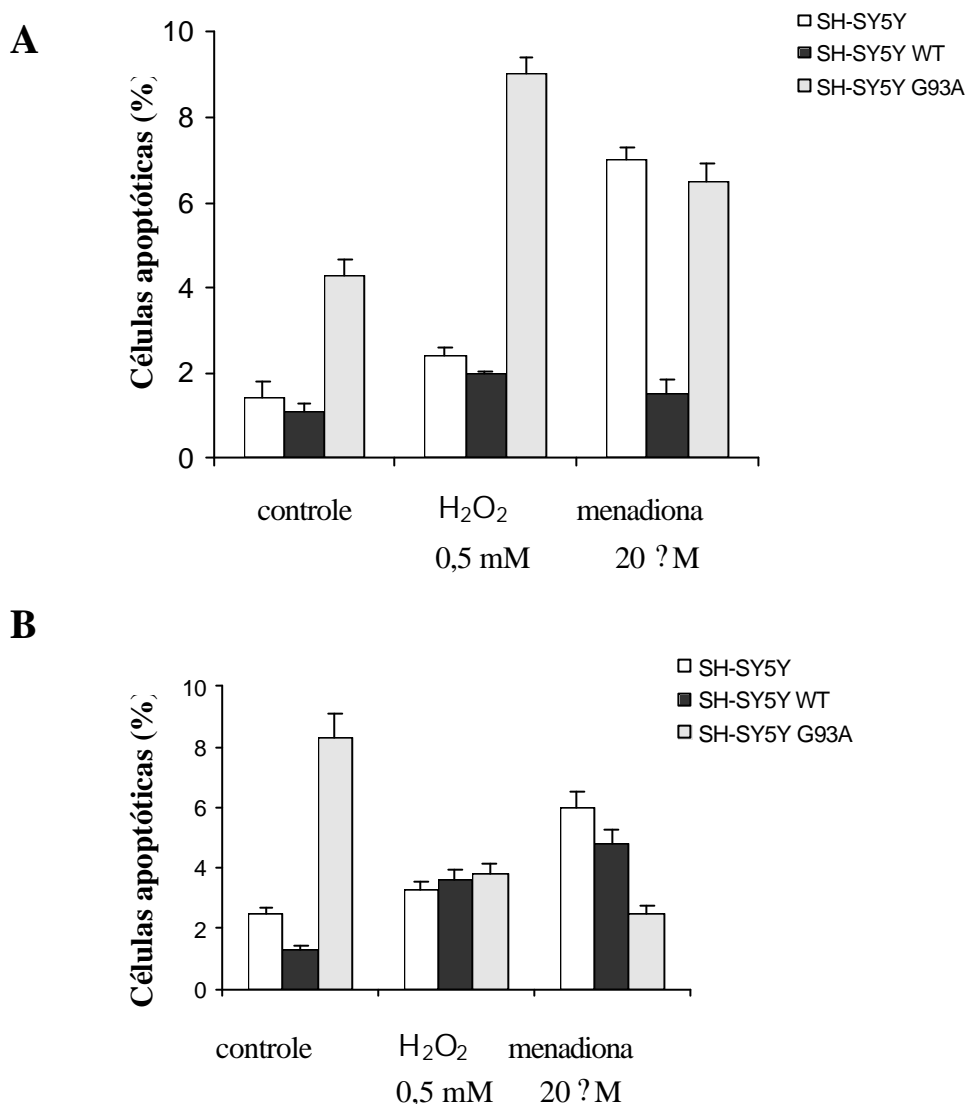 A
SH-SY5Y
SH-SY5Y WT
SH-SY5Y G93A
Células apoptóticas (%)
10
8
6
4
2
0
controle
H₂O₂
menadiona
0,5 mM
20 ?M
B
SH-SY5Y
SH-SY5Y WT
SH-SY5Y G93A
Células apoptóticas (%)
10
8
6
4
2
0
controle
H₂O₂
menadiona
0,5 mM
20 ?M